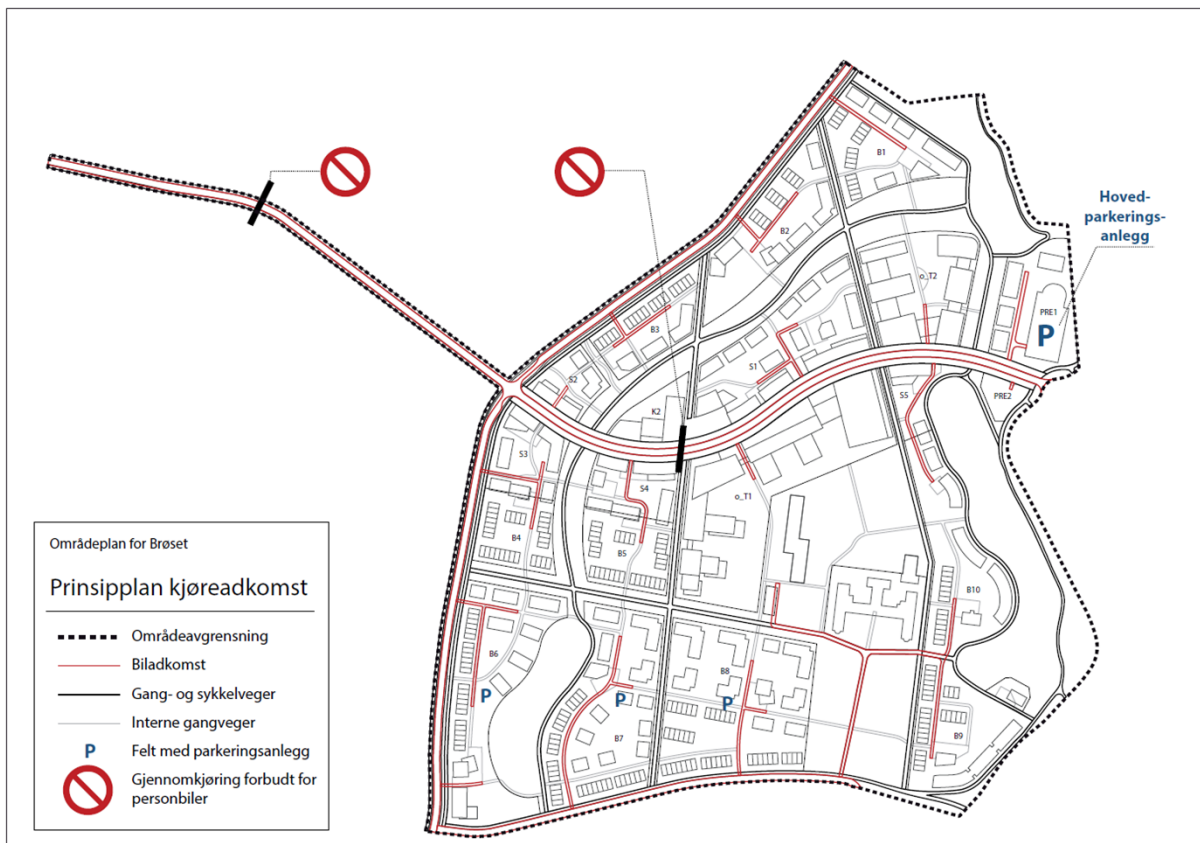 B1
B2
Hoved-
parkerings-
anlegg
o_T2
PRE1
P
B3
S1
S2
K2
S5
PRE2
S3
S4
o_T1
B4
B5
B10
B6
B8
P
P
P
B7
B9
Områdeplan for Brøset
Prinsipplan kjøreadkomst
Områdeavgrensning
Biladkomst
Gang- og sykkelveger
Interne gangveger
P Felt med parkeringsanlegg
Gjennomkjøring forbudt for
personbiler